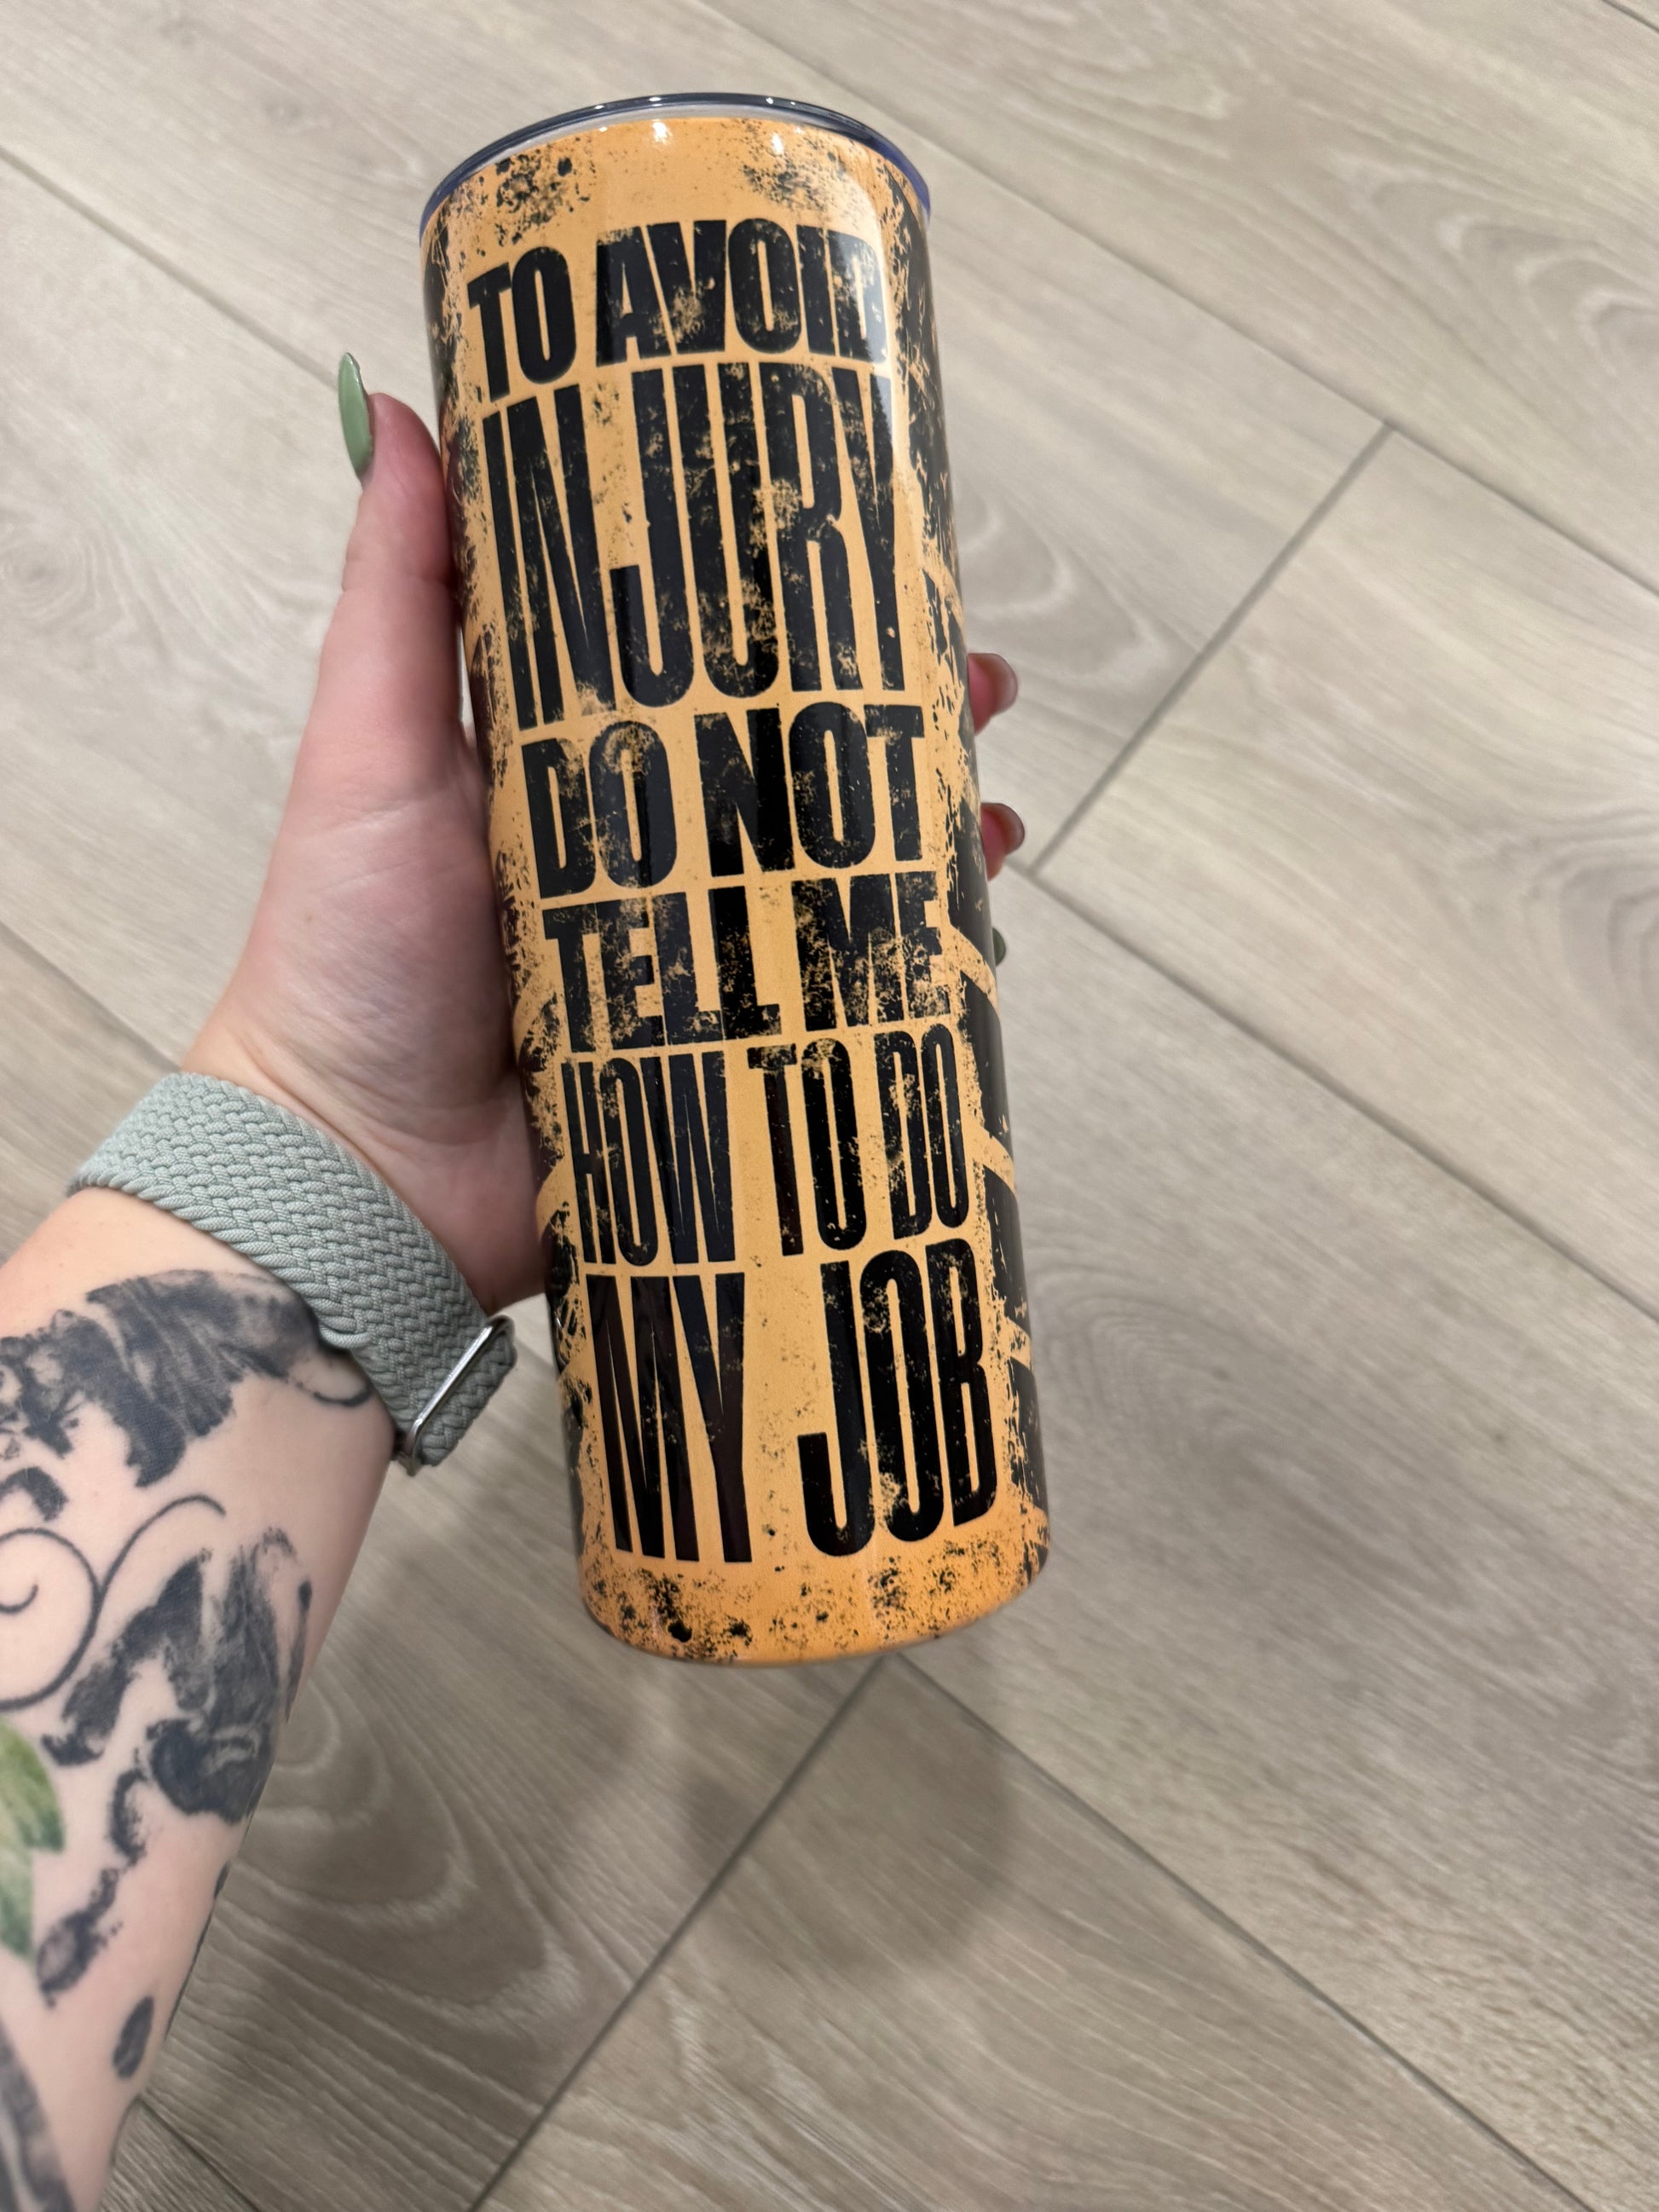 TO AVOID
INJURY
DO NOT
TELL ME
HOW TO DO
MY JOB